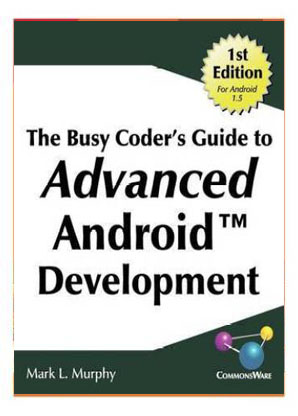 1st
Edition
For Android
1.5
The Busy Coder's Guide to
Advanced
Android™
Development
Mark L. Murphy
COMMONSWARE